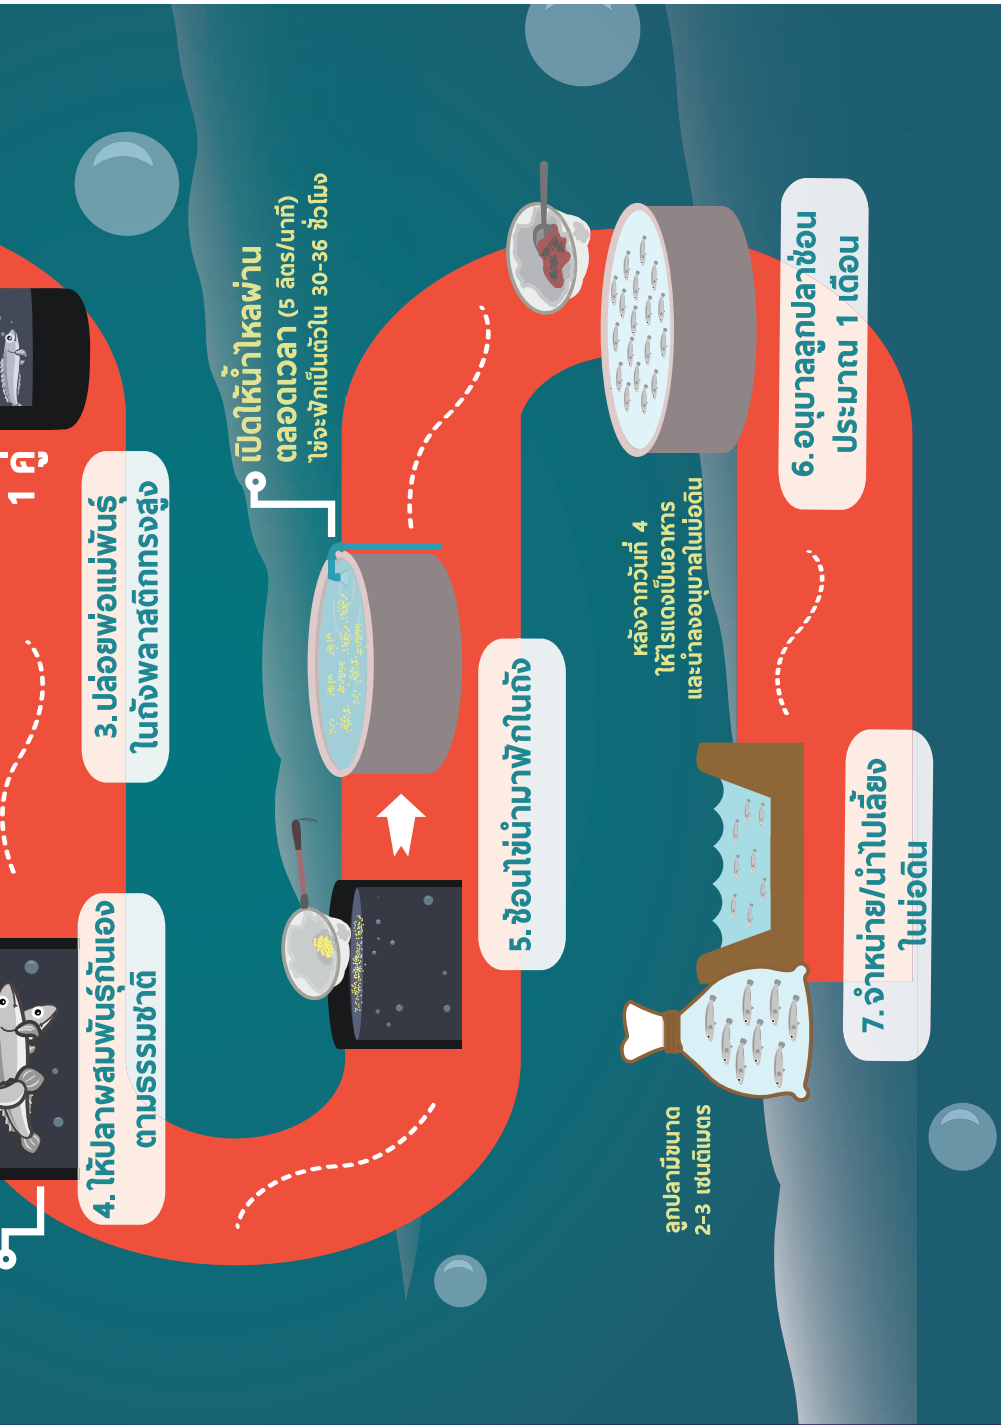 1 คู่
3. ปล่อยพ่อแม่พันธุ์
ในถังพลาสติกทรงสูง
4. ให้ปลาผสมพันธุ์กันเอง
ตามธรรมชาติ
เปิดให้น้ำไหลผ่าน
ตลอดเวลา (5 ลิตร/นาที)
ไข่จะฟักเป็นตัวใน 30-36 ชั่วโมง
5. ช้อนไข่นำมาฟักในถัง
หลังจากวันที่ 4
ให้ไรแดงเป็นอาหาร
และนำลงอนุบาลในบ่อดิน
6. อนุบาลลูกปลาช่อน
ประมาณ 1 เดือน
ลูกปลามีขนาด
2-3 เซนติเมตร
7. จำหน่าย/นำไปเลี้ยง
ในบ่อดิน